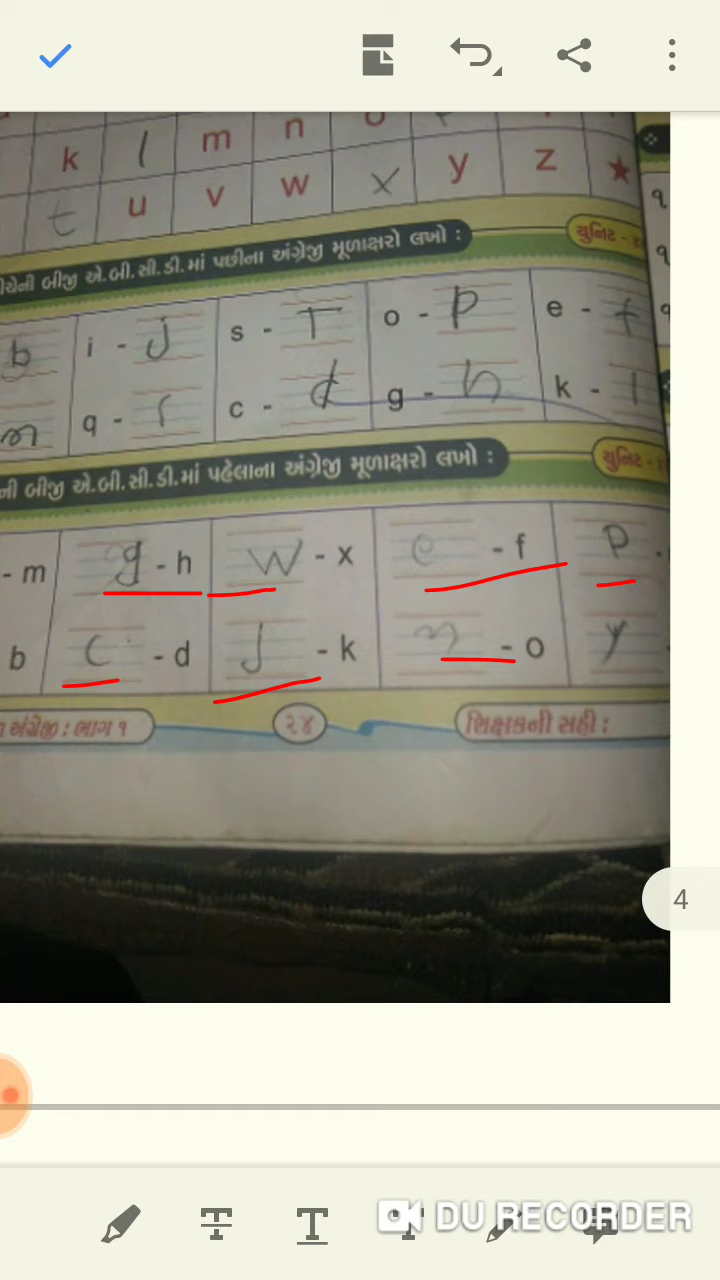 k l m n o
t u v w x y z ★
બીજી એ.બી.સી.ડી.માં પછીના અંગ્રેજી મૂળાક્ષરો લખો : યુનિટ -
b i - j s - T o - p e - f
m q - r c - d g - h k - l
ની બીજી એ.બી.સી.ડી.માં પહેલાના અંગ્રેજી મૂળાક્ષરો લખો : યુનિટ -
- m g - h w - x e - f p -
b c - d j - k n - o y
અંગ્રેજી : ભાગ ૧ ૨૪ શિક્ષકની સહી :
4
DU RECORDER